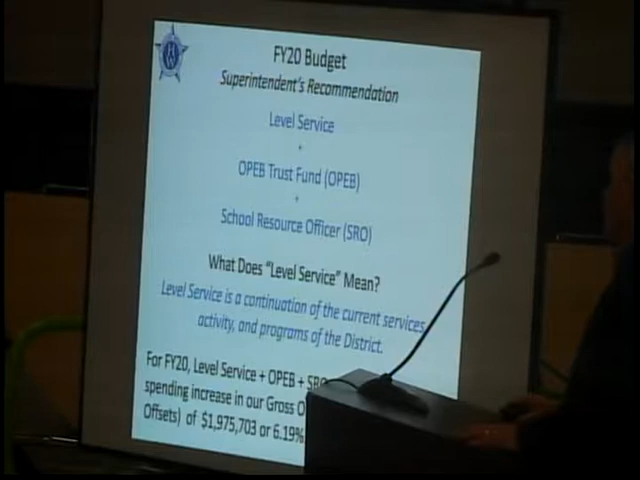 FY20 Budget
Superintendent's Recommendation
Level Service
+
OPEB Trust Fund (OPEB)
+
School Resource Officer (SRO)
What Does "Level Service" Mean?
Level Service is a continuation of the current services,
activity, and programs of the District.
For FY20, Level Service + OPEB + SRO
spending increase in our Gross O
Offsets) of $1,975,703 or 6.19%